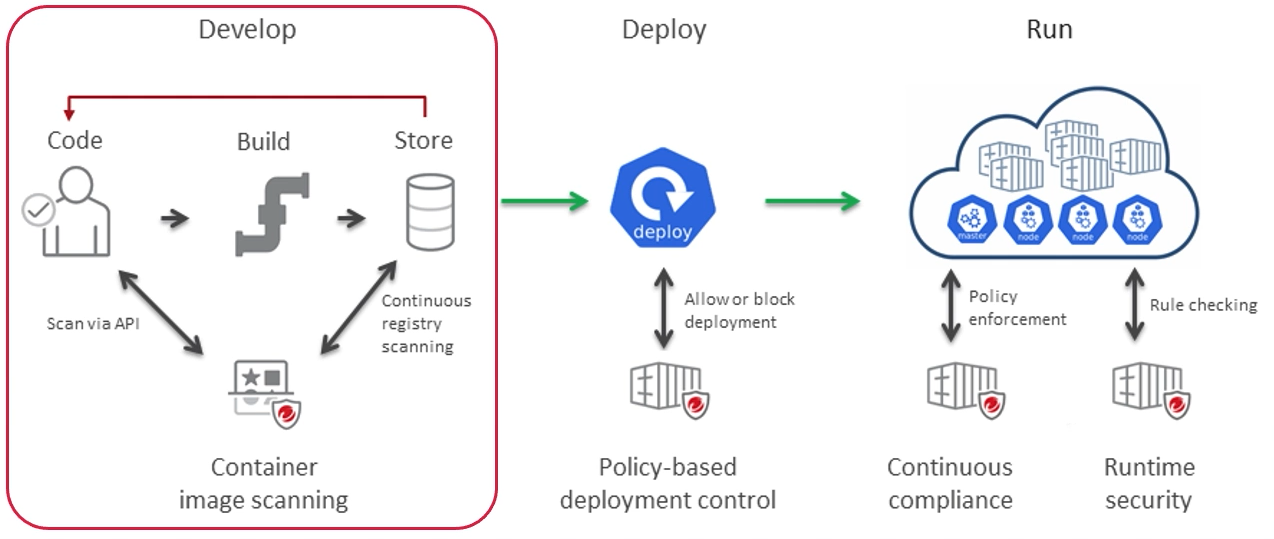 Develop
Deploy
Run
Code
Build
Store
deploy
master
node
node
node
Scan via API
Continuous
registry
scanning
Allow or block
deployment
Policy
enforcement
Rule checking
Container
image scanning
Policy-based
deployment control
Continuous
compliance
Runtime
security